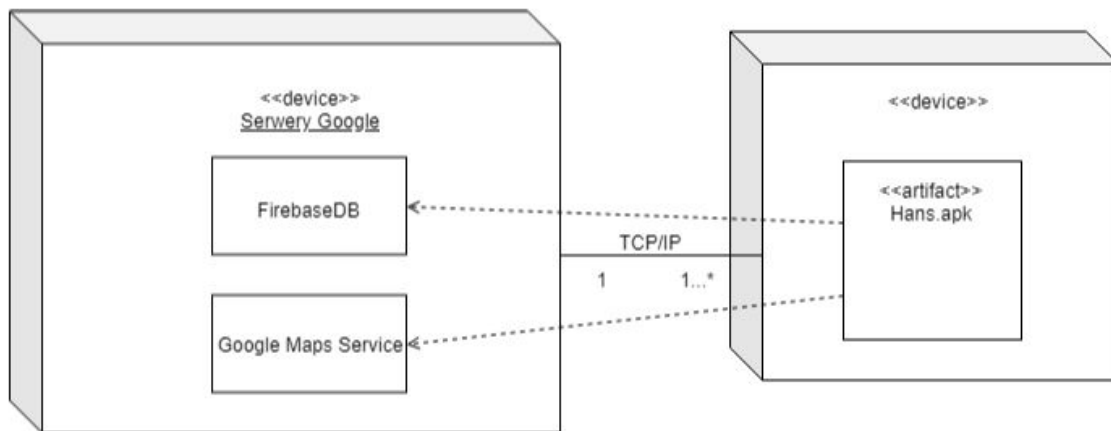 <<device>>
Serwery Google
FirebaseDB
Google Maps Service
TCP/IP
1 1...*
<<device>>
<<artifact>>
Hans.apk